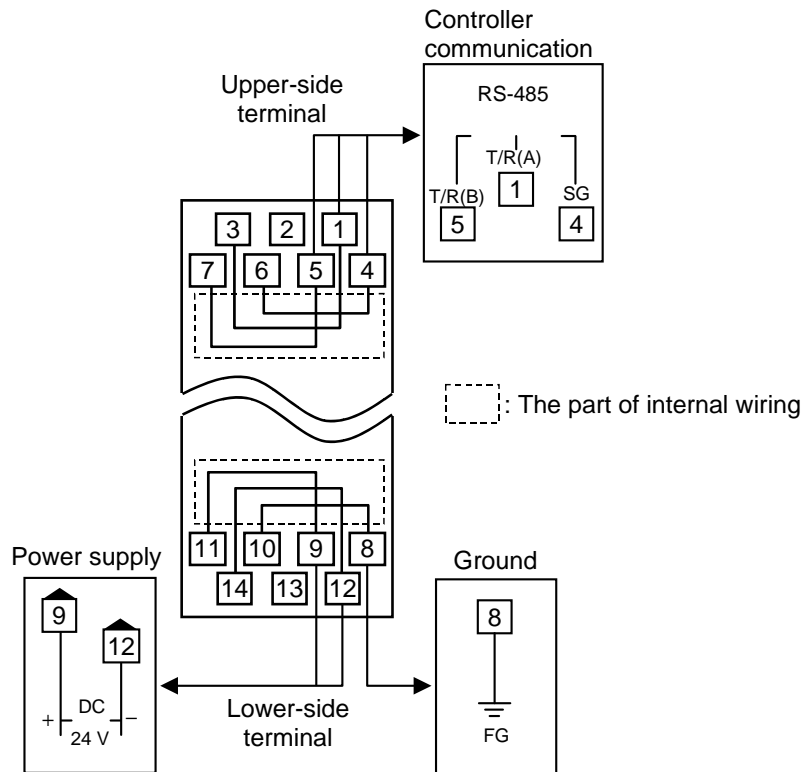 Controller
communication
RS-485
T/R(A)
1
T/R(B)
5
SG
4
Upper-side
terminal
3 2 1
7 6 5 4
: The part of internal wiring
11 10 9 8
14 13 12
Power supply
9
12
+ DC −
24 V
Lower-side
terminal
Ground
8
FG